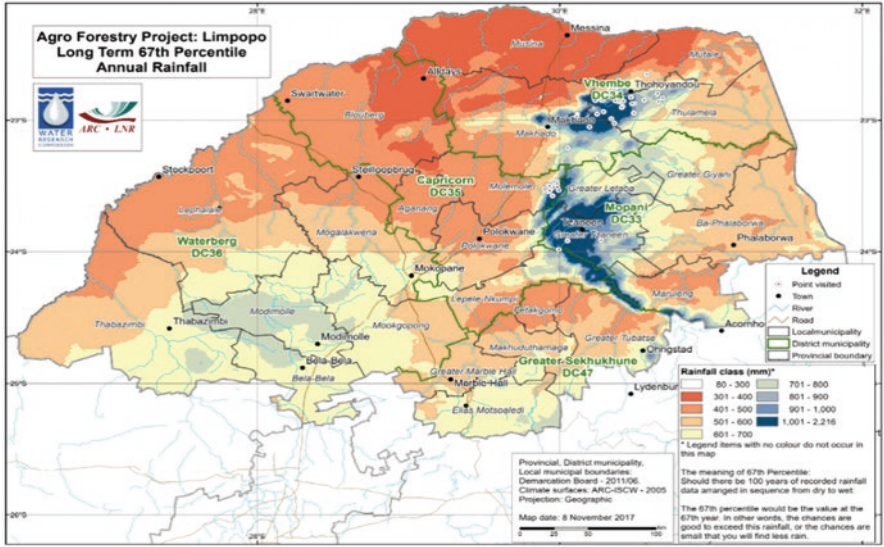 Agro Forestry Project: Limpopo
Long Term 67th Percentile
Annual Rainfall
WATER
RESEARCH
COMMISSION
ARC • LNR
28°E
30°E
32°E
Messina
Musina
Mutale
Alldays
Swartwater
Vhembe
DC34
Thohoyandou
Blouberg
Makhado
Thulamela
23°S
23°S
Makhado
Stockpoort
Steilloopbrug
Capricorn
DC35
Molemole
Greater Letaba
Greater Giyani
Lephalale
Aganang
Mopani
DC33
Mogalakwena
Tzaneen
Greater Tzaneen
Ba-Phalaborwa
Polokwane
Polokwane
Phalaborwa
Waterberg
DC36
24°S
24°S
Mokopane
Lepele-Nkumpi
Maruleng
Modimolle
Fetakgomo
Thabazimbi
Thabazimbi
Mookgopong
Acornho
Modimolle
Makhuduthamaga
Greater Tubatse
Ohrigstad
Bela-Bela
Bela-Bela
Greater Sekhukhune
DC47
Greater Marble Hall
Marble Hall
Lydenbur
25°S
Elias Motsoaledi
26°S
28°E
Legend
Point visited
Town
River
Road
Localmunicipality
District municipality
Provincial boundary
Rainfall class (mm)*
80 - 300
701 - 800
301 - 400
801 - 900
401 - 500
901 - 1,000
501 - 600
1,001 - 2,216
601 - 700
* Legend items with no colour do not occur in
this map
The meaning of 67th Percentile:
Should there be 100 years of recorded rainfall
data arranged in sequence from dry to wet.
The 67th percentile would be the value at the
67th year. In other words, the chances are
good to exceed this rainfall, or the chances are
small that you will find less rain.
Provincial, District municipality,
Local municipal boundaries:
Demarcation Board - 2011/06.
Climate surfaces: ARC-ISCW - 2005
Projection: Geographic
Map date: 8 November 2017
0
25
50
100
km